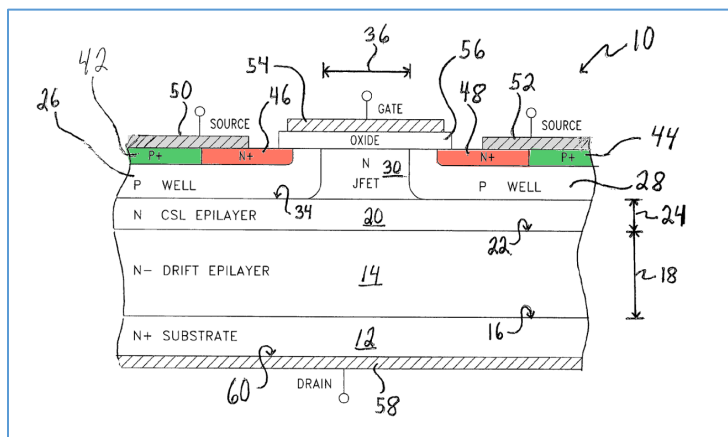 36
56
10
42
54
50
46
48
52
26
SOURCE
GATE
SOURCE
44
OXIDE
P+
N+
N
30
N+
P+
P WELL
34
JFET
P WELL
28
N CSL EPILAYER
20
22
24
N- DRIFT EPILAYER
14
18
16
N+ SUBSTRATE
12
60
DRAIN
58